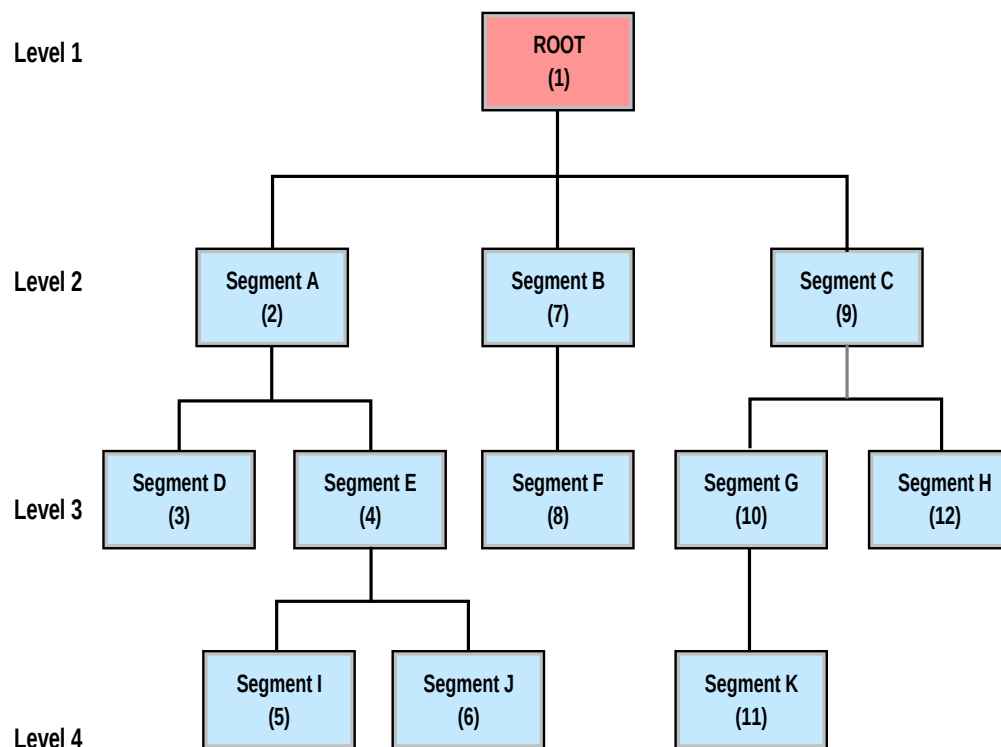 Level 1
ROOT
(1)
Level 2
Segment A
(2)
Segment B
(7)
Segment C
(9)
Level 3
Segment D
(3)
Segment E
(4)
Segment F
(8)
Segment G
(10)
Segment H
(12)
Segment I
(5)
Segment J
(6)
Segment K
(11)
Level 4